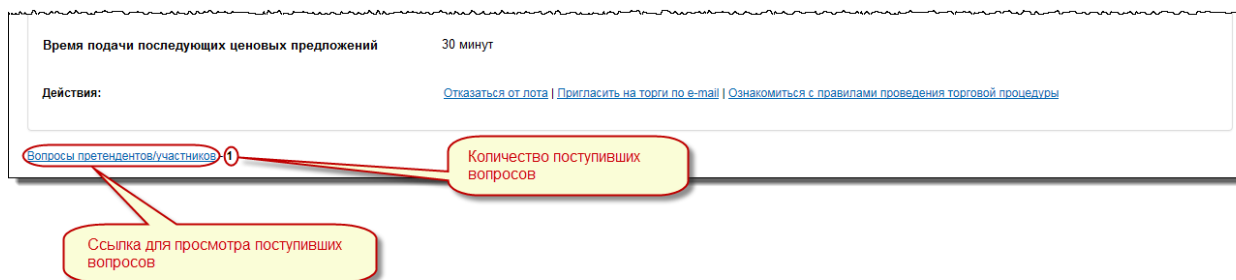 Время подачи последующих ценовых предложений 30 минут
Действия: Отказаться от лота | Пригласить на торги по e-mail | Ознакомиться с правилами проведения торговой процедуры
Вопросы претендентов/участников - 1
Количество поступивших
вопросов
Ссылка для просмотра поступивших
вопросов